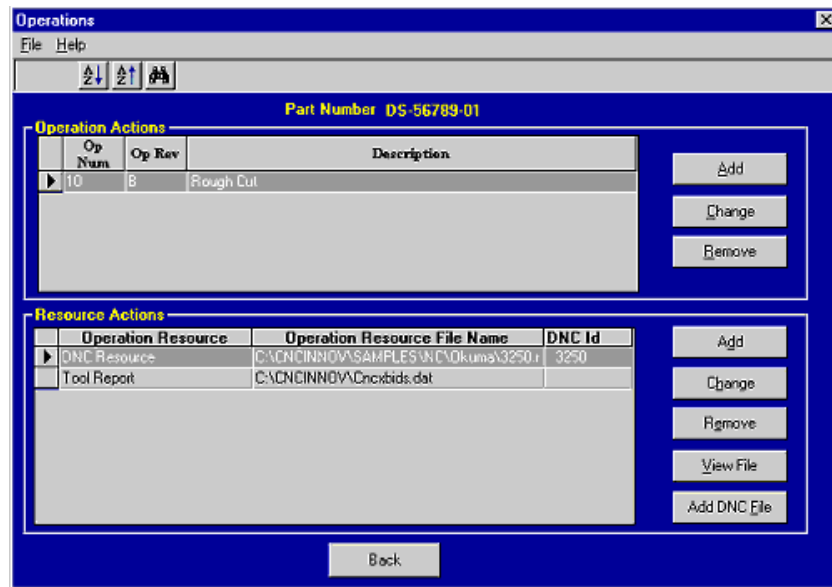 Operations
File Help
Part Number DS-56789-01
Operation Actions
Op Num Op Rev Description
10 B Rough Cut
Add
Change
Remove
Resource Actions
Operation Resource Operation Resource File Name DNC Id
DNC Resource C:\CNCINNOV\SAMPLES\NC\Okuma\3250.r 3250
Tool Report C:\CNCINNOV\Cncxbids.dat
Add
Change
Remove
View File
Add DNC File
Back